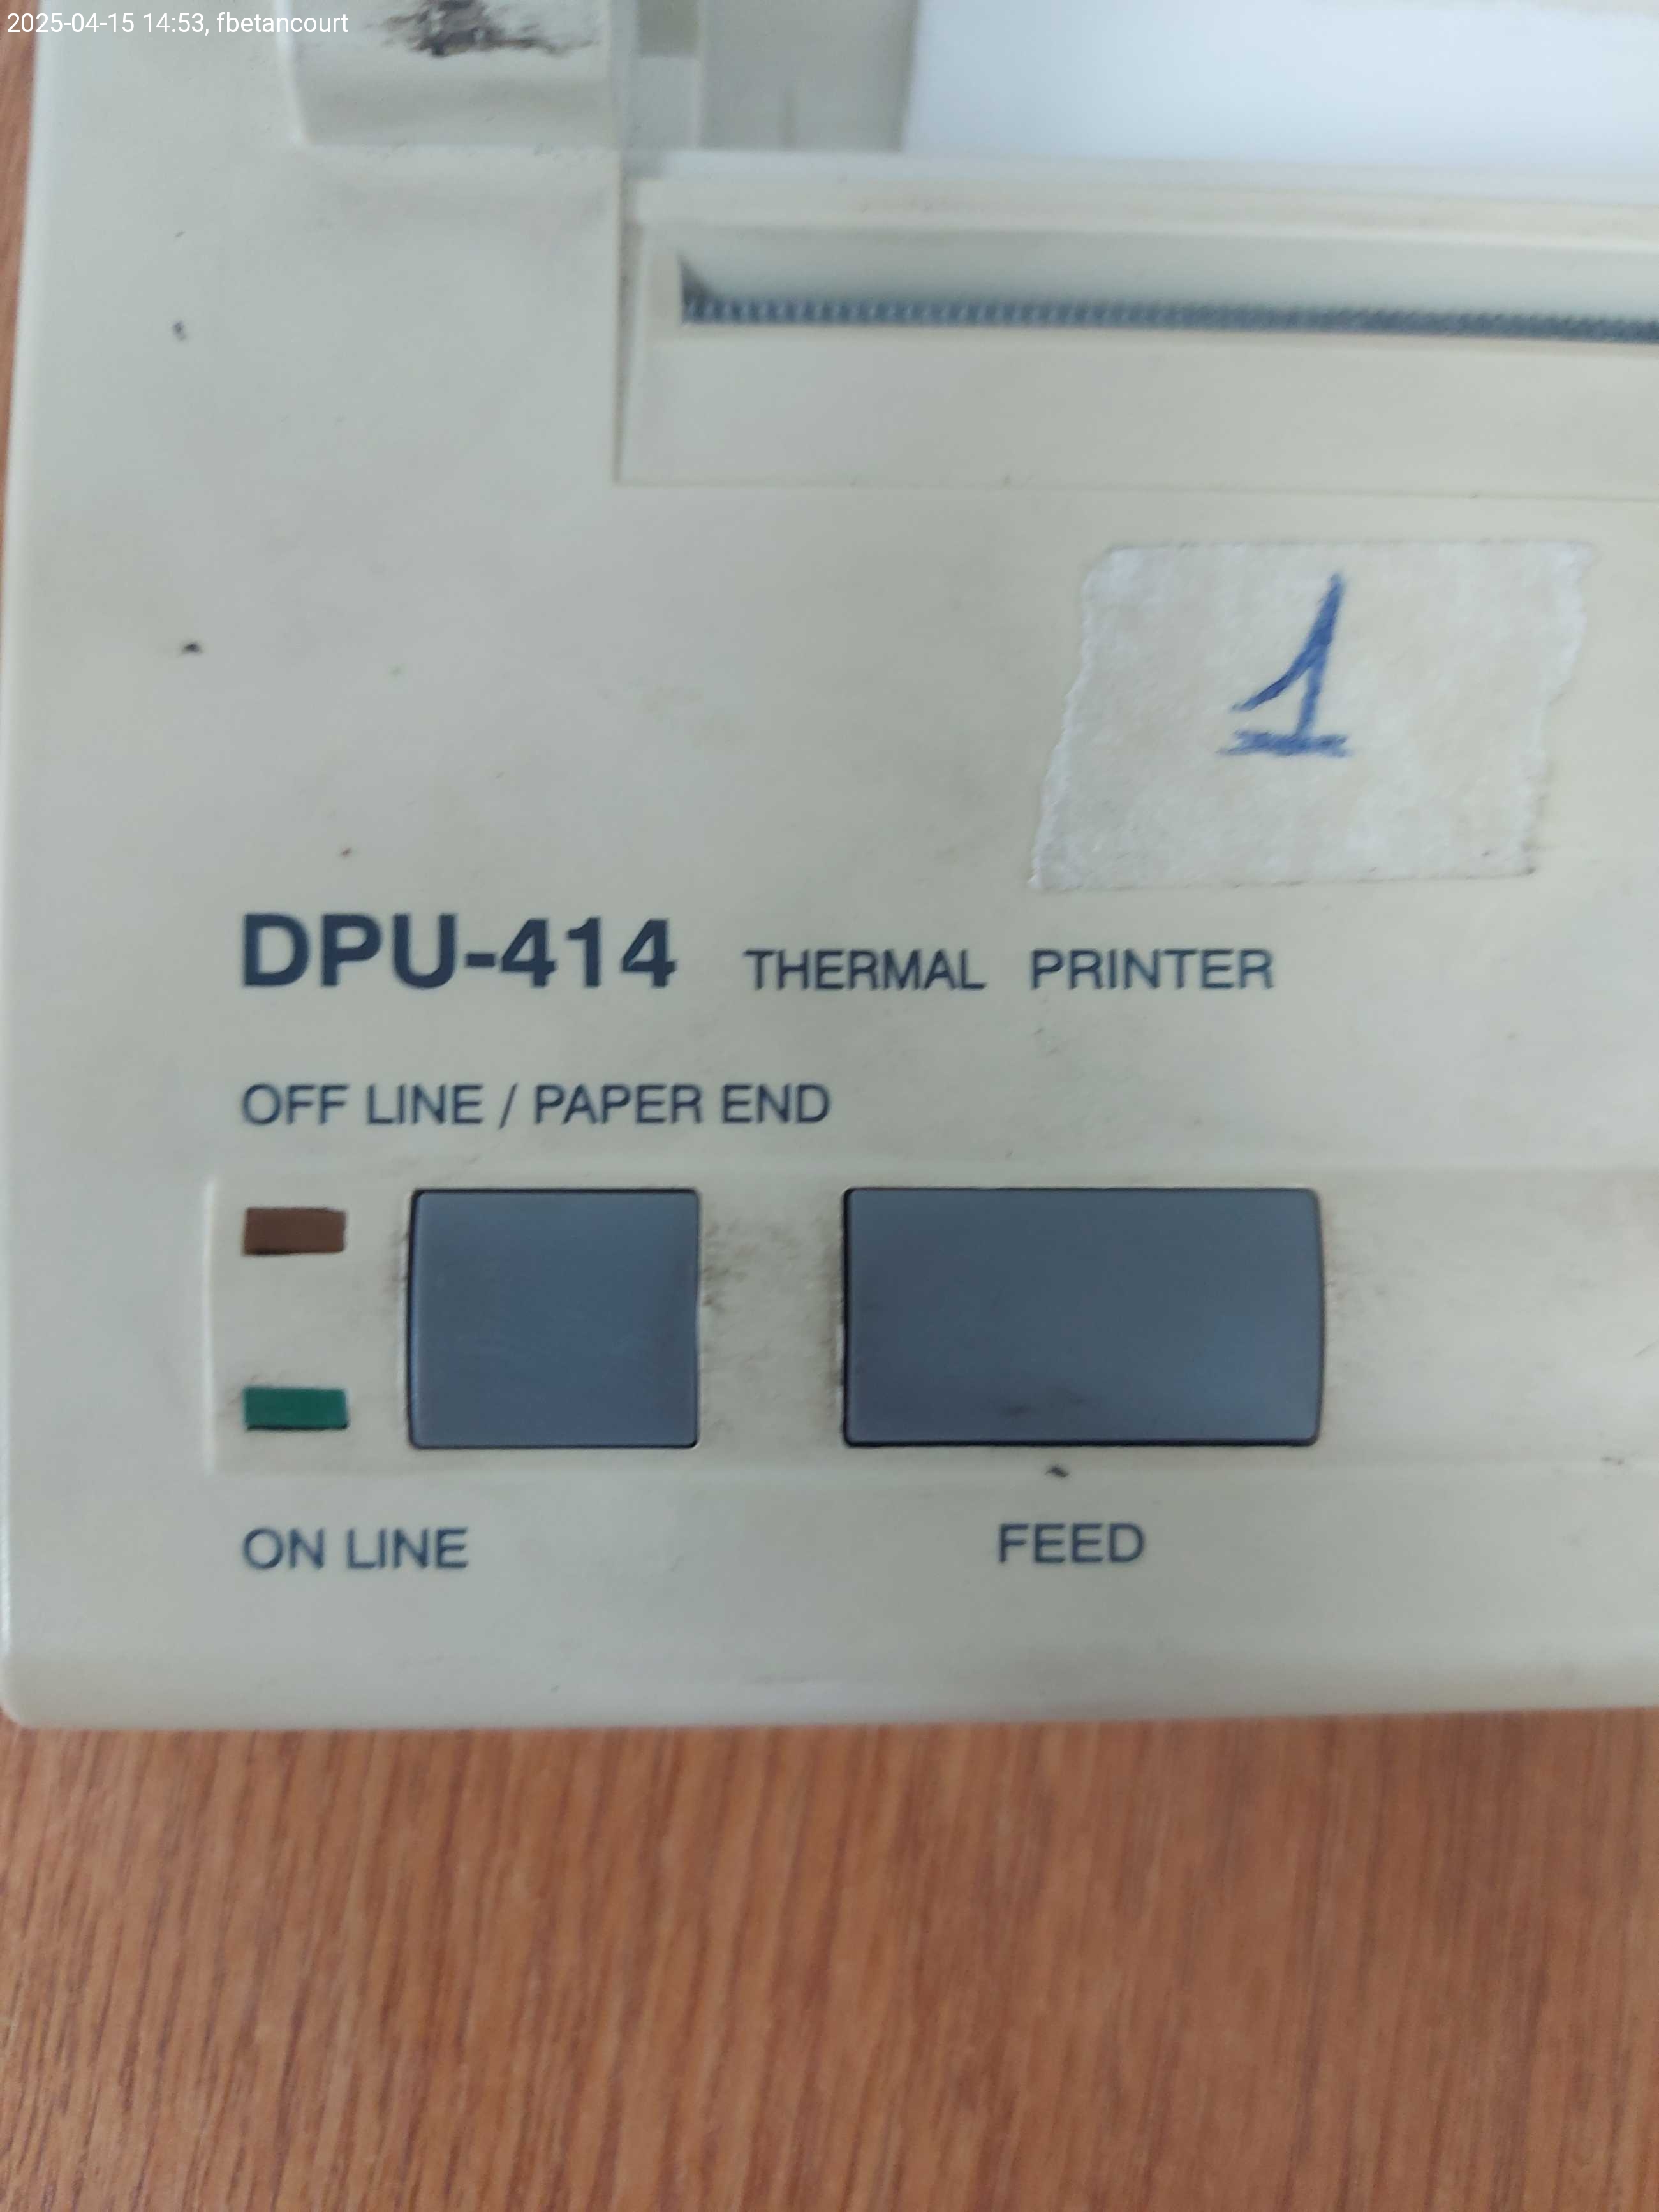 2025-04-15 14:53, fbetancourt
1
DPU-414 THERMAL PRINTER
OFF LINE / PAPER END
ON LINE
FEED